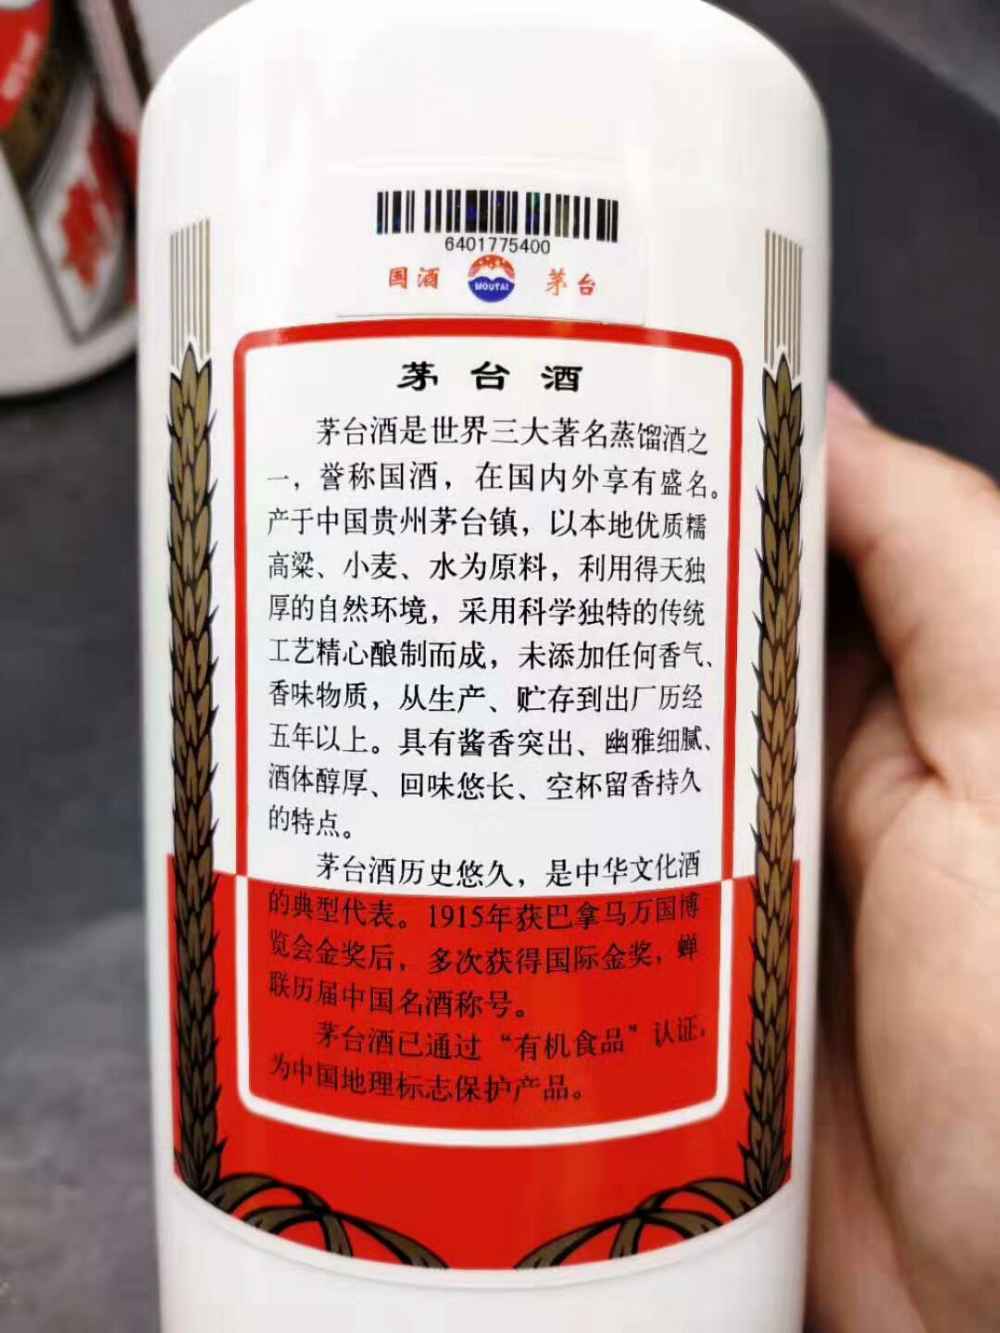 6401775400
国酒 MOUTAI 茅台
茅台酒
茅台酒是世界三大著名蒸馏酒之
一，誉称国酒，在国内外享有盛名。
产于中国贵州茅台镇，以本地优质糯
高粱、小麦、水为原料，利用得天独
厚的自然环境，采用科学独特的传统
工艺精心酿制而成，未添加任何香气、
香味物质，从生产、贮存到出厂历经
五年以上。具有酱香突出、幽雅细腻、
酒体醇厚、回味悠长、空杯留香持久
的特点。
茅台酒历史悠久，是中华文化酒
的典型代表。1915年获巴拿马万国博
览会金奖后，多次获得国际金奖，蝉
联历届中国名酒称号。
茅台酒已通过“有机食品”认证，
为中国地理标志保护产品。